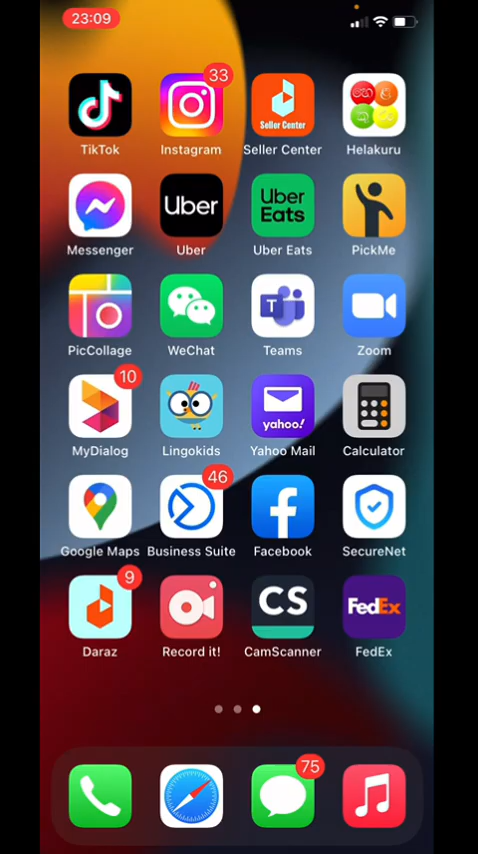 23:09
33
Seller Center
TikTok Instagram Seller Center Helakuru
හෙ ළ
කු රු
Uber
Uber
Eats
Messenger Uber Uber Eats PickMe
T
PicCollage WeChat Teams Zoom
10
yahoo!
MyDialog Lingokids Yahoo Mail Calculator
46
Google Maps Business Suite Facebook SecureNet
9
CS
FedEx
Daraz Record it! CamScanner FedEx
75